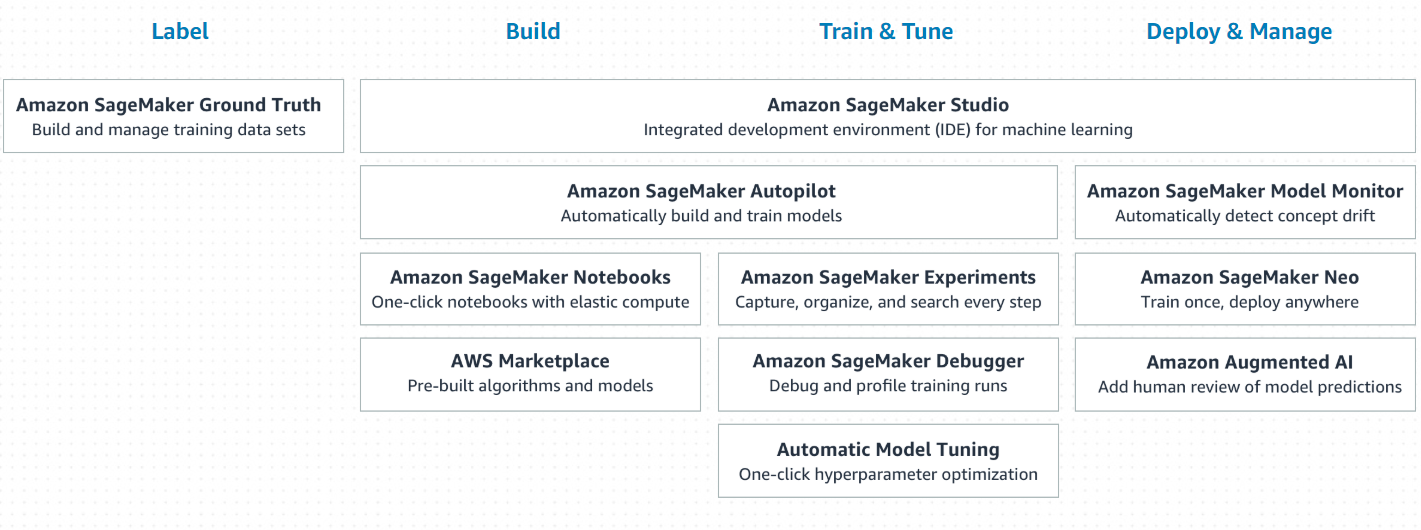 Label
Build
Train & Tune
Deploy & Manage
Amazon SageMaker Ground Truth
Build and manage training data sets
Amazon SageMaker Studio
Integrated development environment (IDE) for machine learning
Amazon SageMaker Autopilot
Automatically build and train models
Amazon SageMaker Model Monitor
Automatically detect concept drift
Amazon SageMaker Notebooks
One-click notebooks with elastic compute
Amazon SageMaker Experiments
Capture, organize, and search every step
Amazon SageMaker Neo
Train once, deploy anywhere
AWS Marketplace
Pre-built algorithms and models
Amazon SageMaker Debugger
Debug and profile training runs
Amazon Augmented AI
Add human review of model predictions
Automatic Model Tuning
One-click hyperparameter optimization